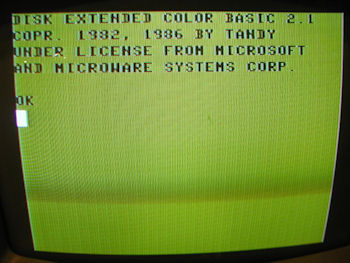 DISK EXTENDED COLOR BASIC 2.1
COPR. 1982, 1986 BY TANDY
UNDER LICENSE FROM MICROSOFT
AND MICROWARE SYSTEMS CORP.
OK